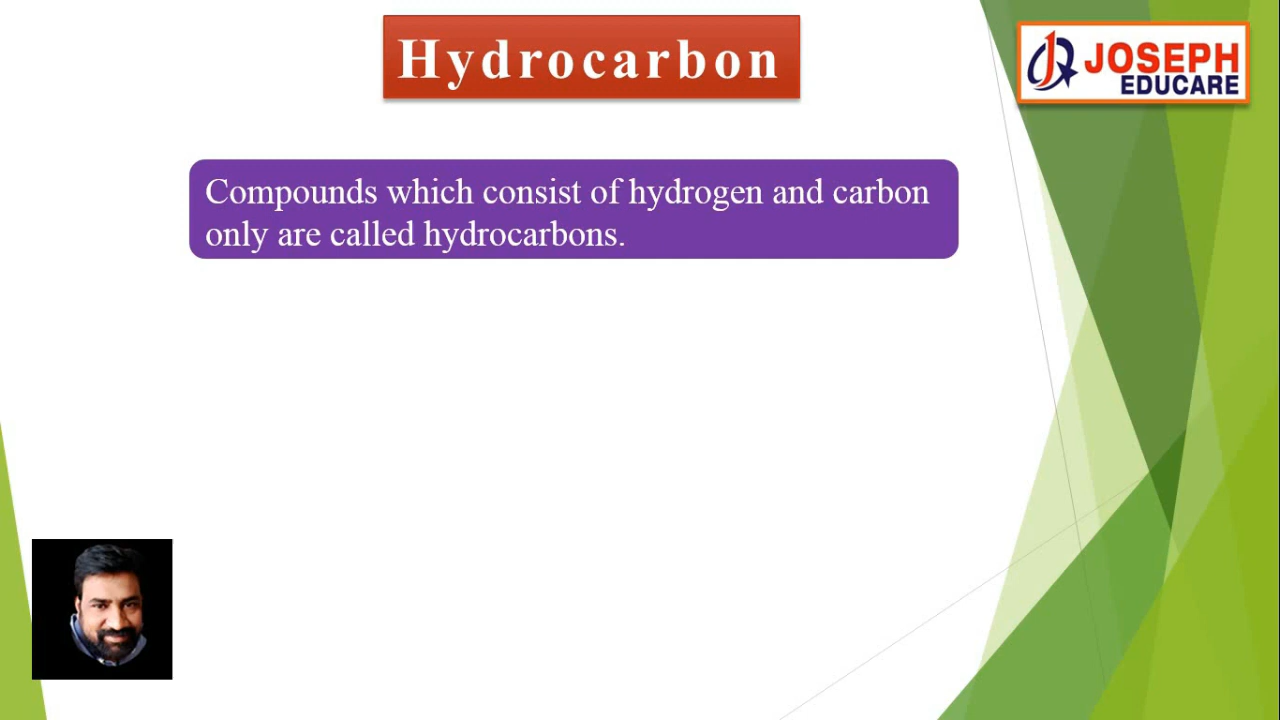 Hydrocarbon
JOSEPH
EDUCARE
Compounds which consist of hydrogen and carbon
only are called hydrocarbons.